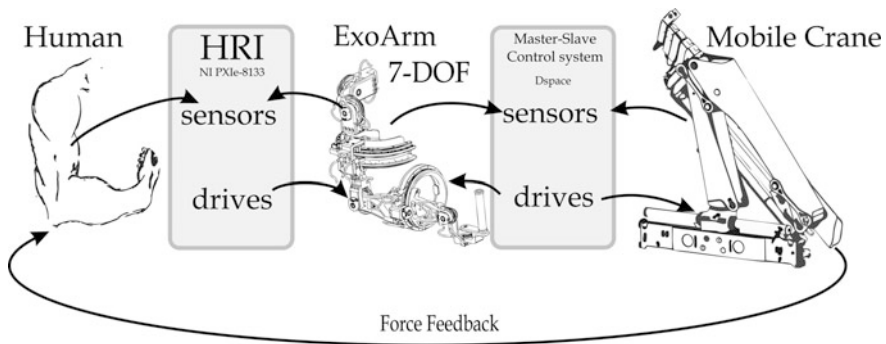 Human
HRI
NI PXIe-8133
sensors
drives
ExoArm
7-DOF
Master-Slave
Control system
Dspace
sensors
drives
Mobile Crane
Force Feedback